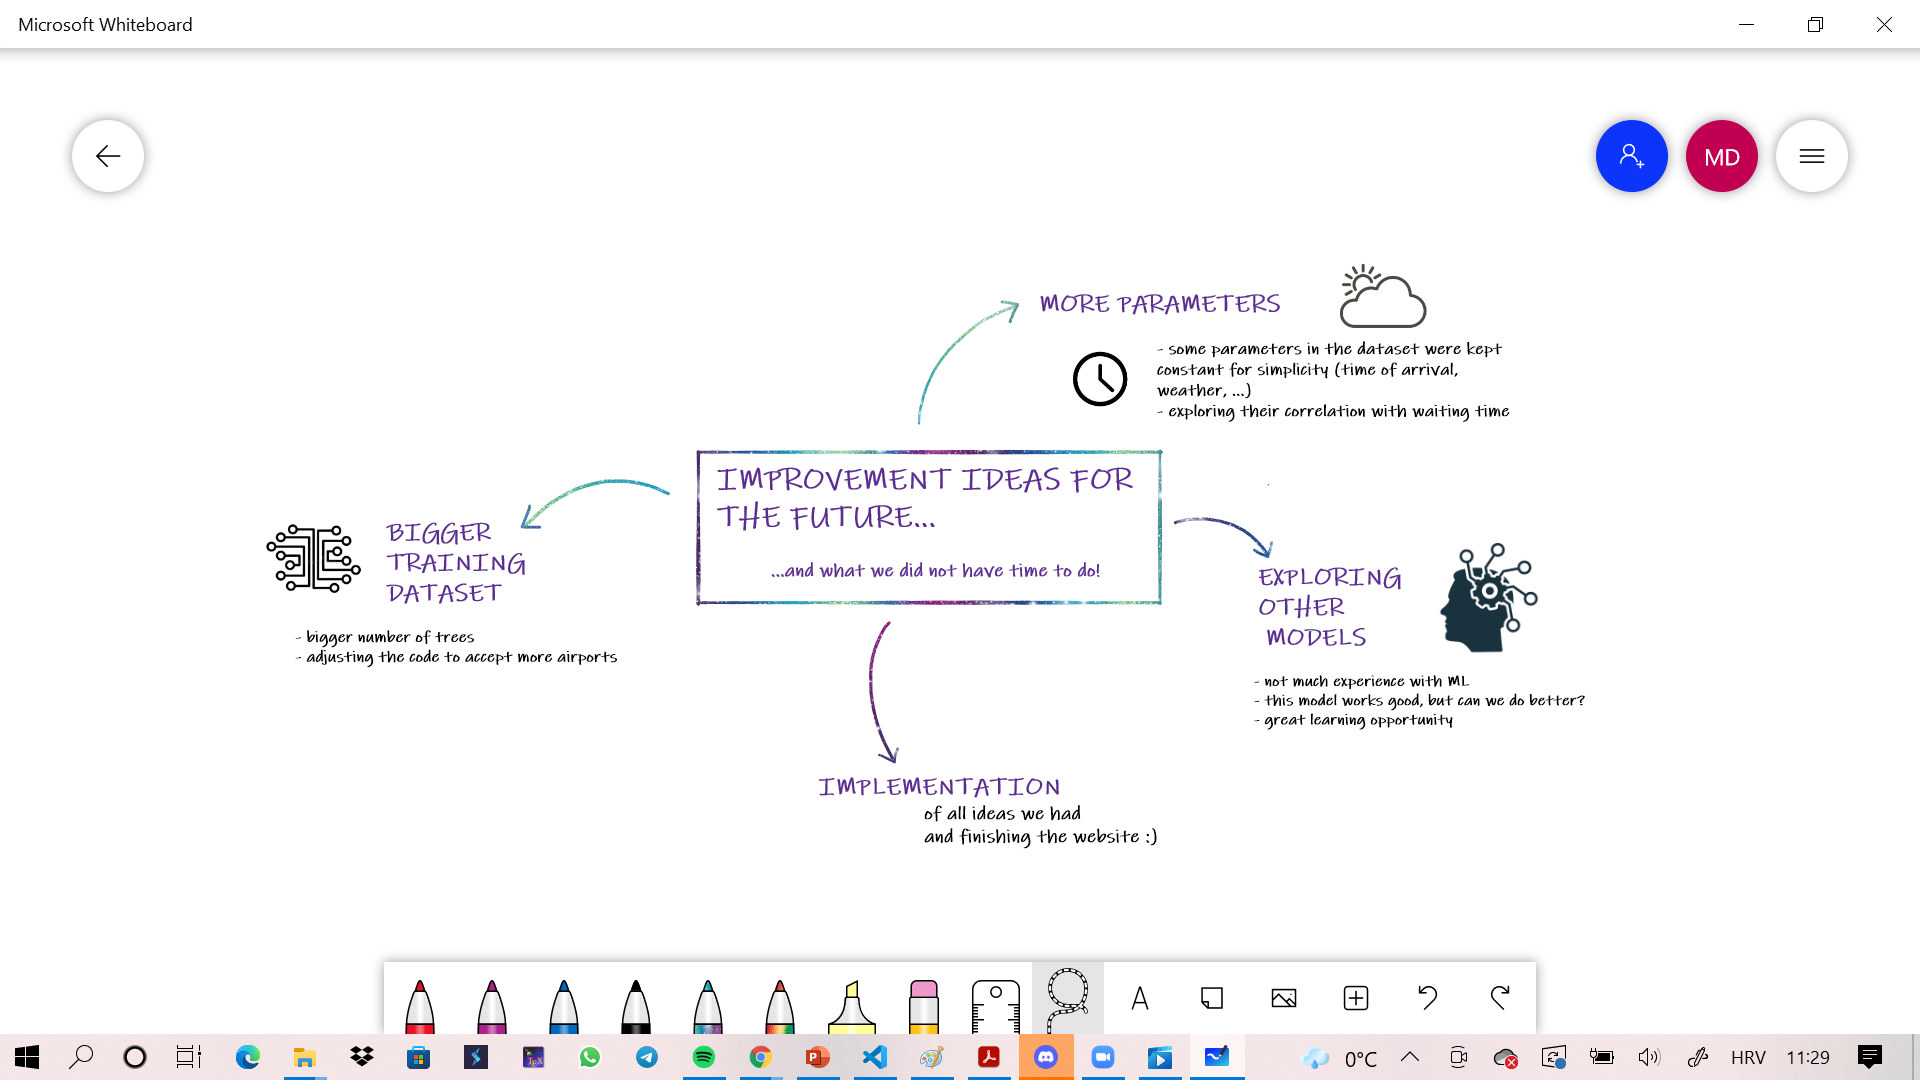 Microsoft Whiteboard
MD
MORE PARAMETERS
- some parameters in the dataset were kept
constant for simplicity (time of arrival,
weather, ...)
- exploring their correlation with waiting time
IMPROVEMENT IDEAS FOR
THE FUTURE...
...and what we did not have time to do!
BIGGER
TRAINING
DATASET
- bigger number of trees
- adjusting the code to accept more airports
EXPLORING
OTHER
MODELS
- not much experience with ML
- this model works good, but can we do better?
- great learning opportunity
IMPLEMENTATION
of all ideas we had
and finishing the website :)
A
0°C
HRV
11:29